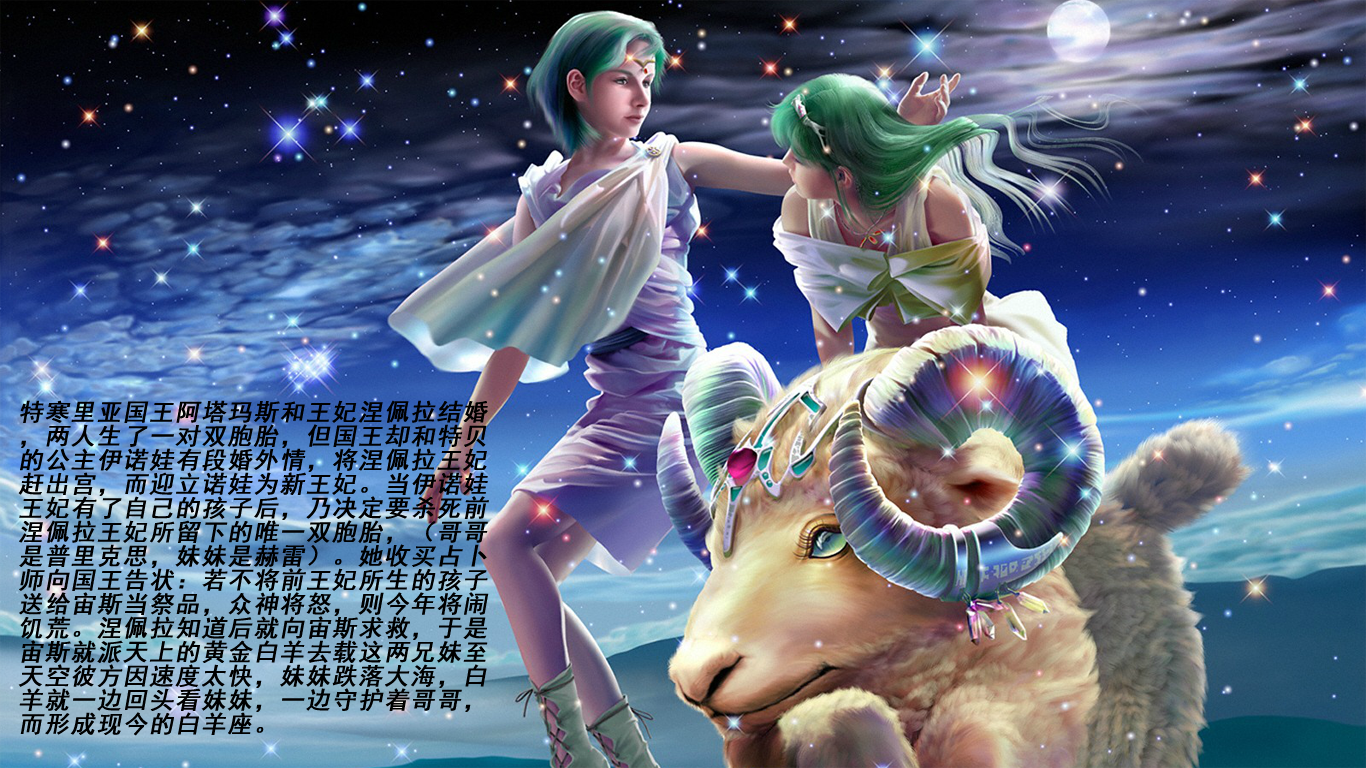 特寒里亚国王阿塔玛斯和王妃涅佩拉结婚
，两人生了一对双胞胎，但国王却和特贝
的公主伊诺娃有段婚外情，将涅佩拉王妃
赶出宫，而迎立诺娃为新王妃。当伊诺娃
王妃有了自己的孩子后，乃决定要杀死前
涅佩拉王妃所留下的唯一双胞胎，（哥哥
是普里克思，妹妹是赫雷）。她收买占卜
师向国王告状：若不将前王妃所生的孩子
送给宙斯当祭品，众神将怒，则今年将闹
饥荒。涅佩拉知道后就向宙斯求救，于是
宙斯就派天上的黄金白羊去载这两兄妹至
天空彼方因速度太快，妹妹跌落大海，白
羊就一边回头看妹妹，一边守护着哥哥，
而形成现今的白羊座。